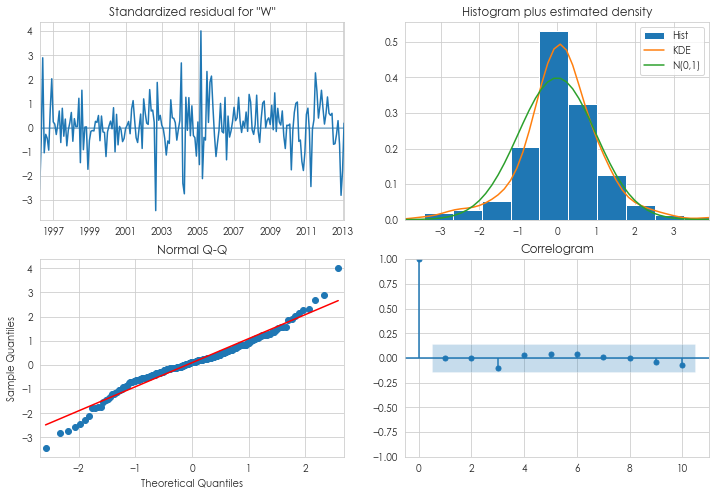 Standardized residual for "W"
4
3
2
1
0
−1
−2
−3
1997 1999 2001 2003 2005 2007 2009 2011 2013
Histogram plus estimated density
Hist
KDE
N(0,1)
0.5
0.4
0.3
0.2
0.1
0.0
−3 −2 −1 0 1 2 3
Normal Q-Q
Sample Quantiles
4
3
2
1
0
−1
−2
−3
−2 −1 0 1 2
Theoretical Quantiles
Correlogram
1.00
0.75
0.50
0.25
0.00
−0.25
−0.50
−0.75
−1.00
0 2 4 6 8 10